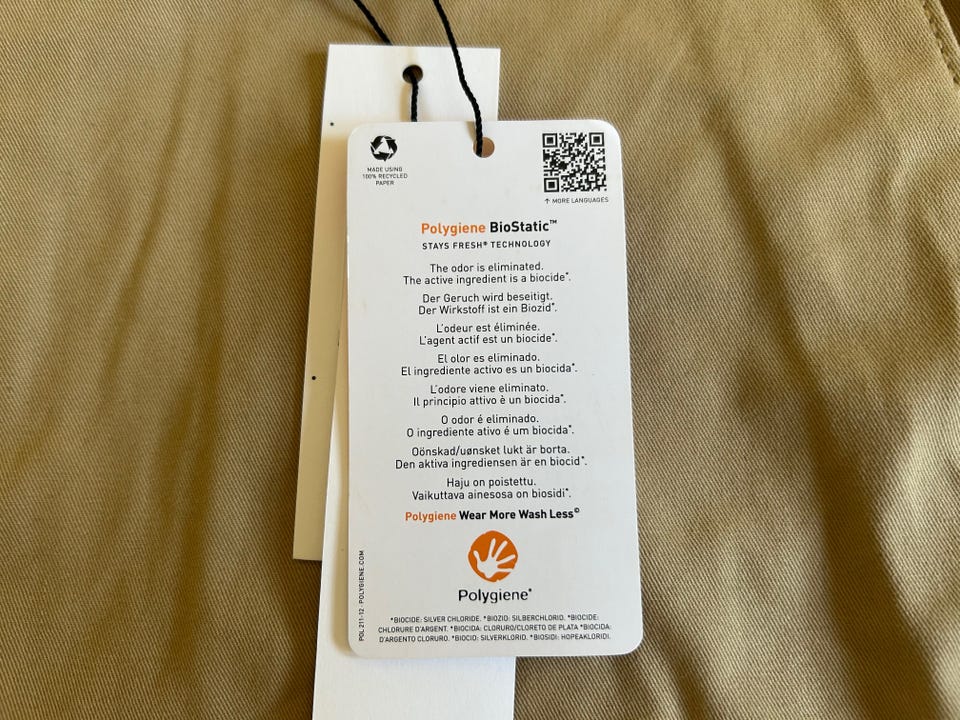 MADE USING
100% RECYCLED
PAPER
↑ MORE LANGUAGES
Polygiene BioStatic™
STAYS FRESH® TECHNOLOGY
The odor is eliminated.
The active ingredient is a biocide*.
Der Geruch wird beseitigt.
Der Wirkstoff ist ein Biozid*.
L'odeur est éliminée.
L'agent actif est un biocide*.
El olor es eliminado.
El ingrediente activo es un biocida*.
L'odore viene eliminato.
Il principio attivo è un biocida*.
O odor é eliminado.
O ingrediente ativo é um biocida*.
Oönskad/uønsket lukt är borta.
Den aktiva ingrediensen är en biocid*.
Haju on poistettu.
Vaikuttava ainesosa on biosidi*.
Polygiene Wear More Wash Less©
Polygiene®
POL 211-12 POLYGIENE.COM
*BIOCIDE: SILVER CHLORIDE. *BIOZID: SILBERCHLORID. *BIOCIDE:
CHLORURE D'ARGENT. *BIOCIDA: CLORURO/CLORETO DE PLATA *BIOCIDA:
D'ARGENTO CLORURO. *BIOCID: SILVERKLORID. *BIOSIDI: HOPEAKLORIDI.